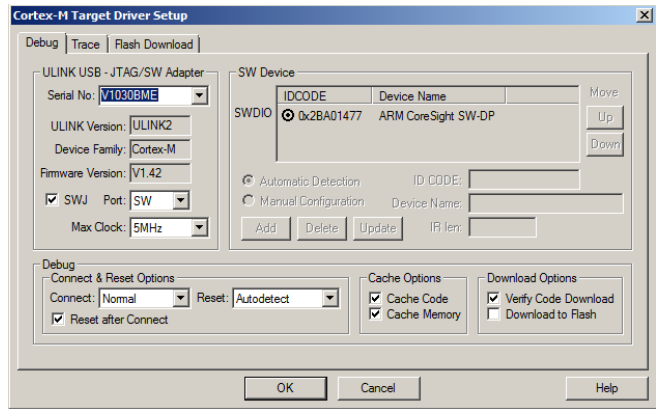 Cortex-M Target Driver Setup
Debug Trace Flash Download
ULINK USB - JTAG/SW Adapter
Serial No: V1030BME
ULINK Version: ULINK2
Device Family: Cortex-M
Firmware Version: V1.42
SWJ Port: SW
Max Clock: 5MHz
SW Device
IDCODE Device Name
SWDIO 0x2BA01477 ARM CoreSight SW-DP
Move
Up
Down
Automatic Detection ID CODE:
Manual Configuration Device Name:
Add Delete Update IR len:
Debug
Connect & Reset Options
Connect: Normal Reset: Autodetect
Reset after Connect
Cache Options
Cache Code
Cache Memory
Download Options
Verify Code Download
Download to Flash
OK Cancel Help